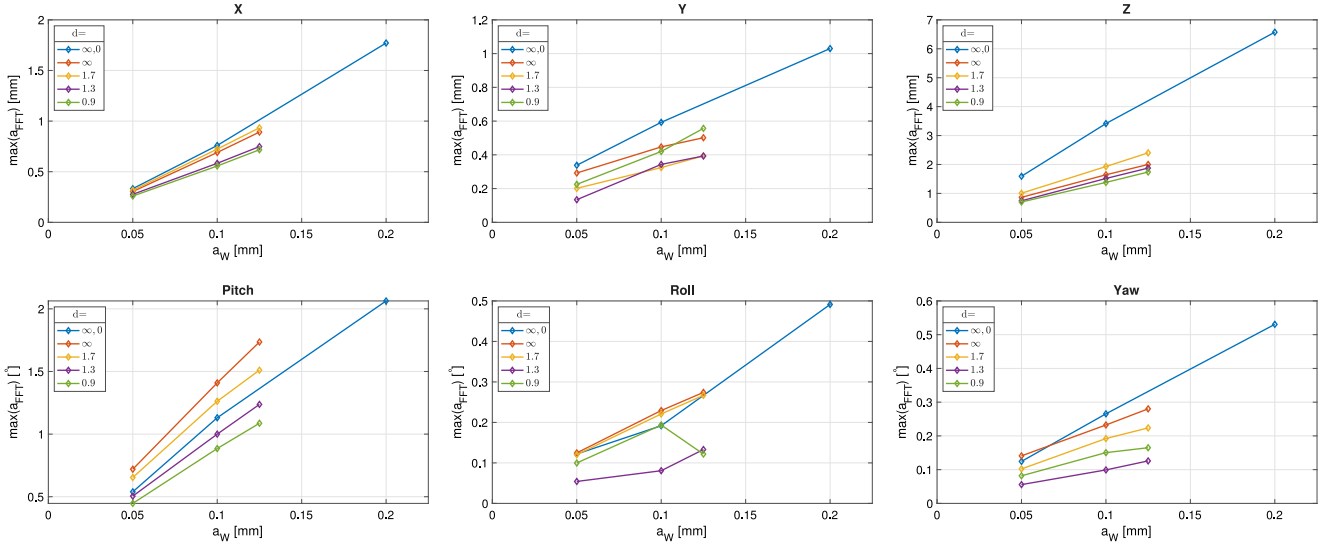 X
max(a_FFT) [mm]
2
1.5
1
0.5
0
d=
∞,0
∞
1.7
1.3
0.9
0 0.05 0.1 0.15 0.2
a_W [mm]
Y
max(a_FFT) [mm]
1.2
1
0.8
0.6
0.4
0.2
0
d=
∞,0
∞
1.7
1.3
0.9
0 0.05 0.1 0.15 0.2
a_W [mm]
Z
max(a_FFT) [mm]
7
6
5
4
3
2
1
0
d=
∞,0
∞
1.7
1.3
0.9
0 0.05 0.1 0.15 0.2
a_W [mm]
Pitch
max(a_FFT) [°]
2
1.5
1
0.5
d=
∞,0
∞
1.7
1.3
0.9
0 0.05 0.1 0.15 0.2
a_W [mm]
Roll
max(a_FFT) [°]
0.5
0.4
0.3
0.2
0.1
0
d=
∞,0
∞
1.7
1.3
0.9
0 0.05 0.1 0.15 0.2
a_W [mm]
Yaw
max(a_FFT) [°]
0.6
0.5
0.4
0.3
0.2
0.1
0
d=
∞,0
∞
1.7
1.3
0.9
0 0.05 0.1 0.15 0.2
a_W [mm]